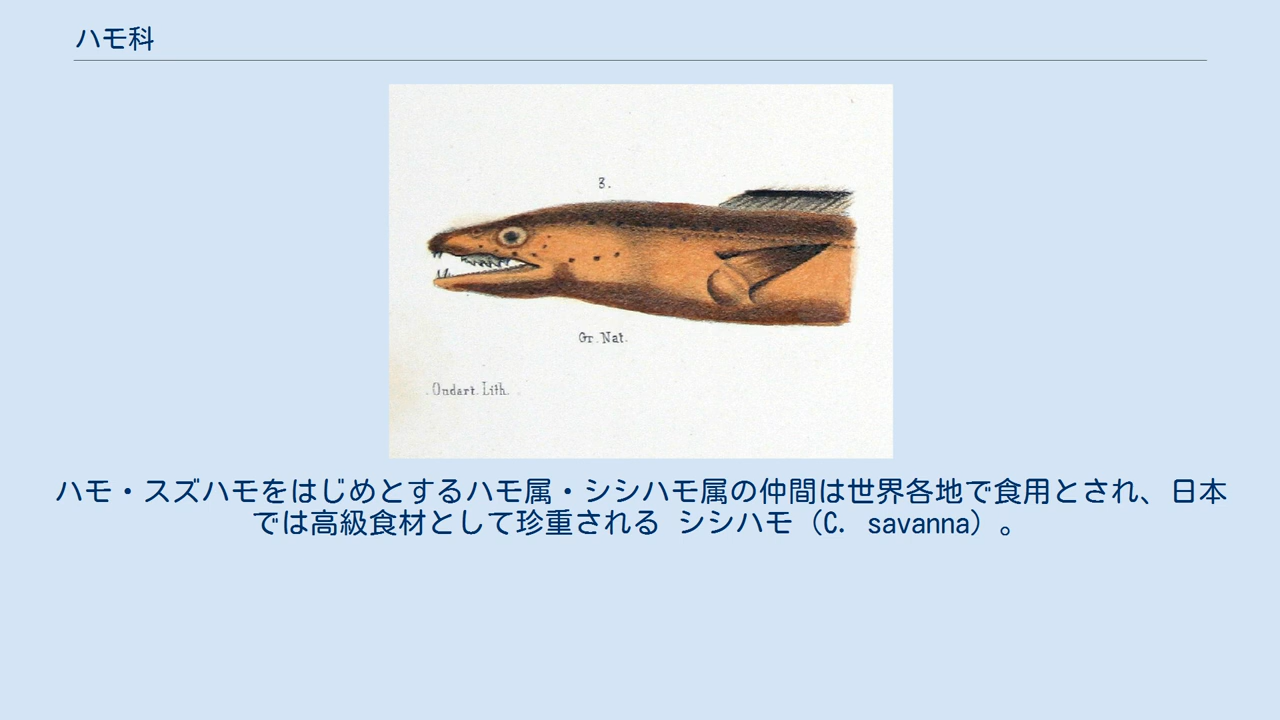 ハモ科
3.
Gr. Nat.
Ondart. Lith.
ハモ・スズハモをはじめとするハモ属・シシハモ属の仲間は世界各地で食用とされ、日本
では高級食材として珍重される シシハモ（C. savanna）。